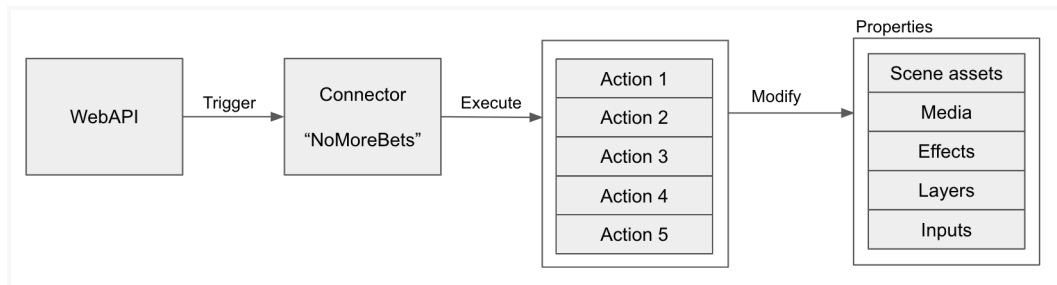 WebAPI
Trigger
Connector
“NoMoreBets”
Execute
Action 1
Action 2
Action 3
Action 4
Action 5
Modify
Properties
Scene assets
Media
Effects
Layers
Inputs